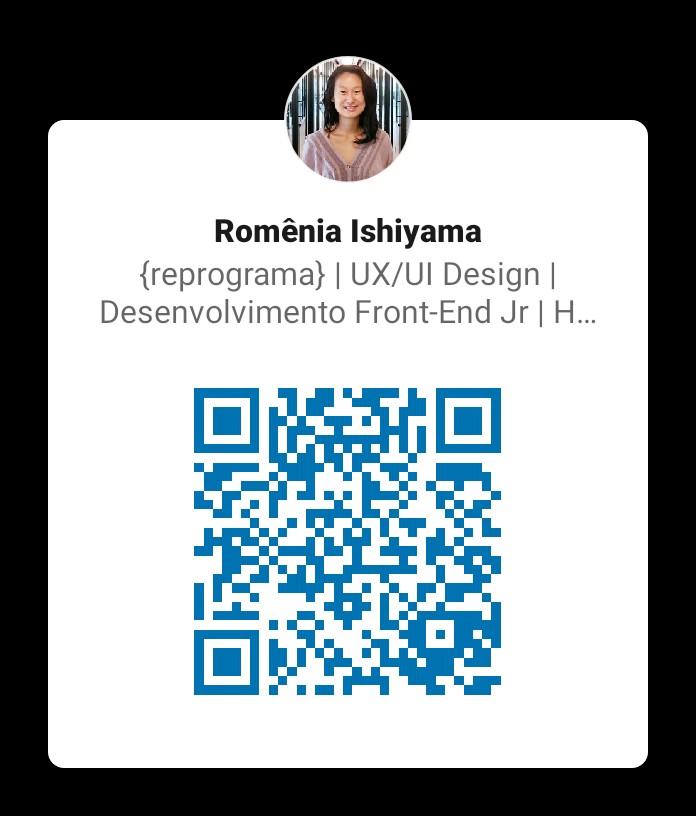 Romênia Ishiyama
{reprograma} | UX/UI Design |
Desenvolvimento Front-End Jr | H...